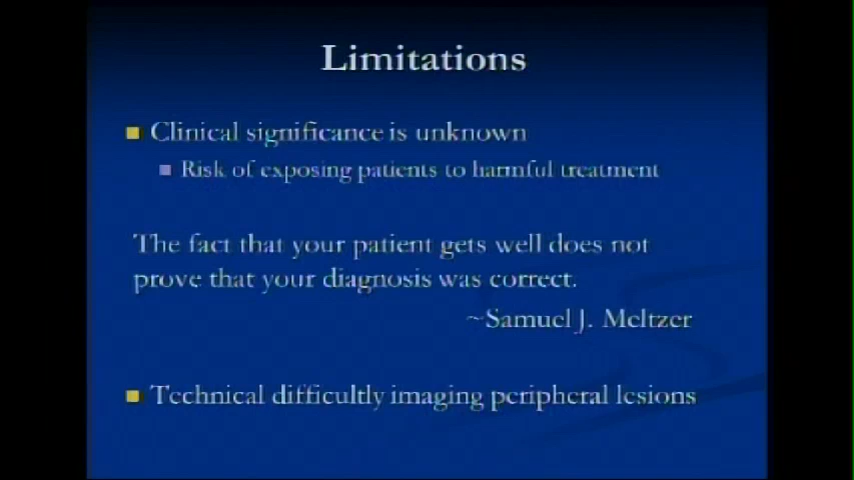 Limitations
Clinical significance is unknown
Risk of exposing patients to harmful treatment
The fact that your patient gets well does not
prove that your diagnosis was correct.
~Samuel J. Meltzer
Technical difficultly imaging peripheral lesions